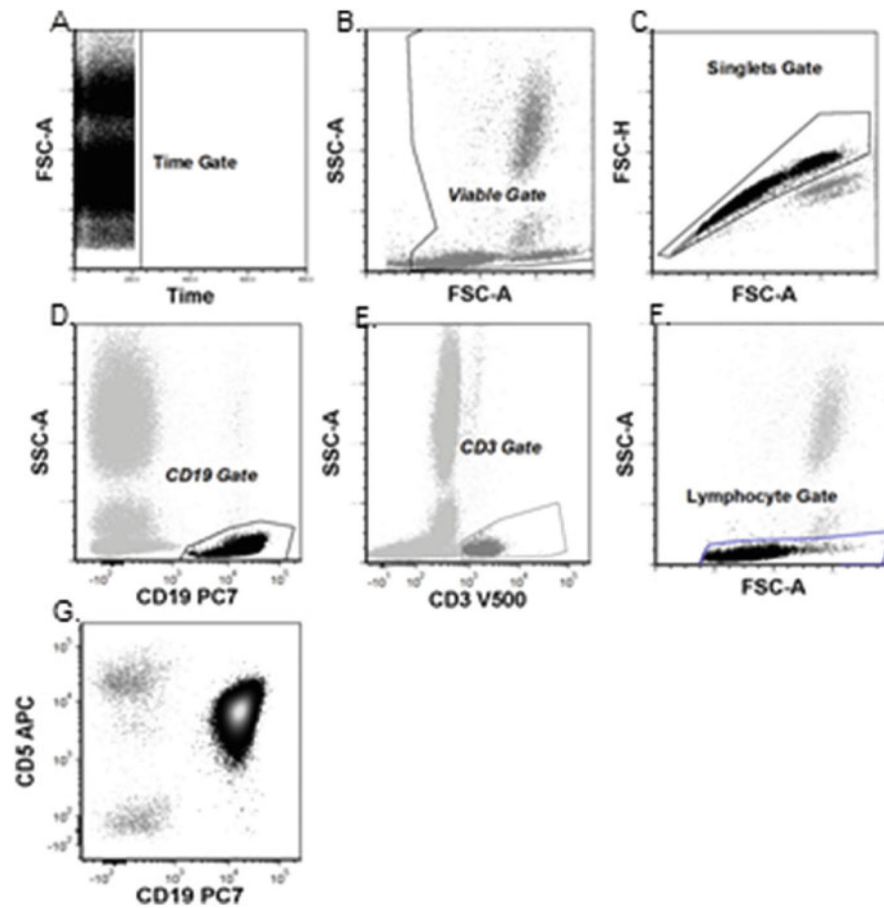 A
B.
C.
FSC-A
Time Gate
Time
SSC-A
Viable Gate
FSC-A
FSC-H
Singlets Gate
FSC-A
D.
E.
F.
SSC-A
CD19 Gate
CD19 PC7
SSC-A
CD3 Gate
CD3 V500
SSC-A
Lymphocyte Gate
FSC-A
G.
CD5 APC
CD19 PC7